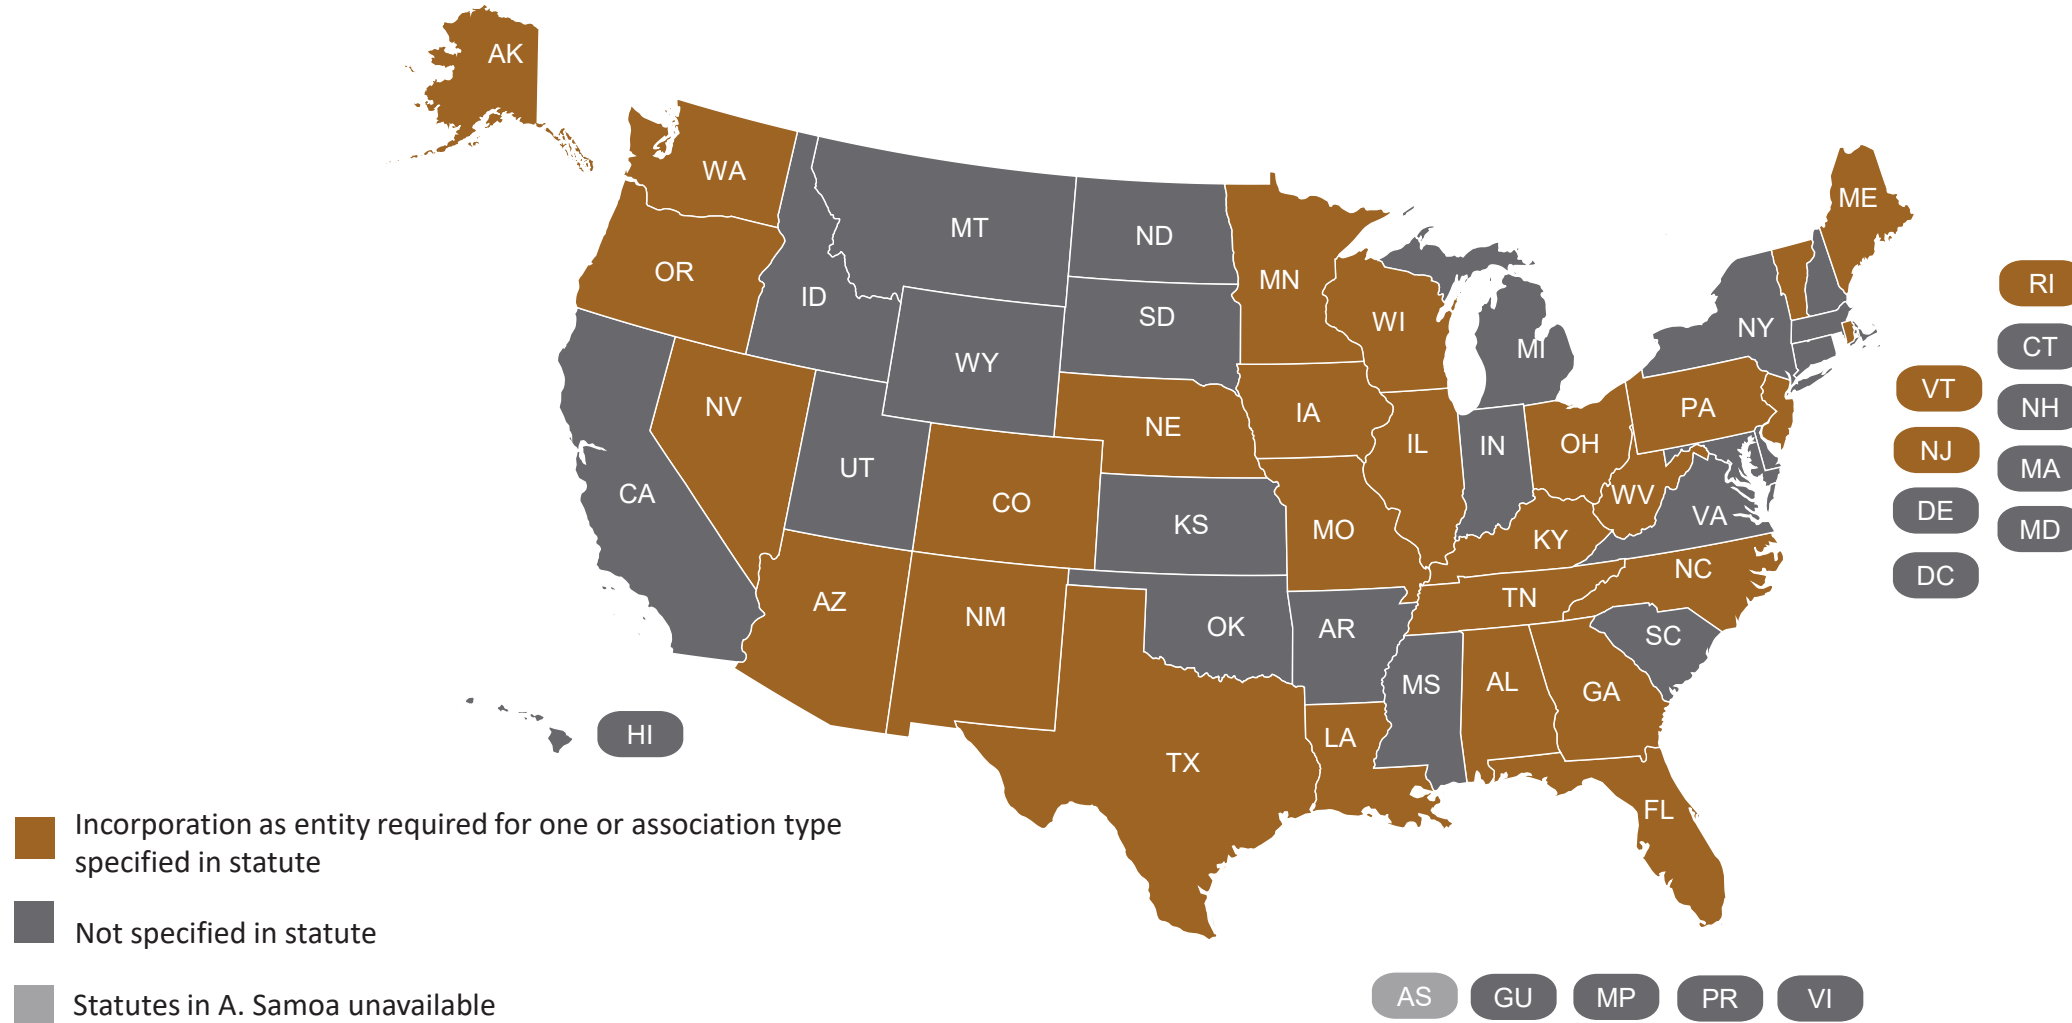 AK
WA
ME
MT
ND
OR
MN
RI
ID
SD
WI
NY
CT
MI
WY
VT
NV
PA
NH
NE
IA
IL
IN
OH
NJ
UT
MA
CA
CO
WV
DE
VA
KS
MO
KY
MD
NC
DC
AZ
TN
NM
OK
AR
SC
MS
AL
GA
HI
LA
TX
FL
Incorporation as entity required for one or association type
specified in statute
Not specified in statute
Statutes in A. Samoa unavailable
AS
GU
MP
PR
VI